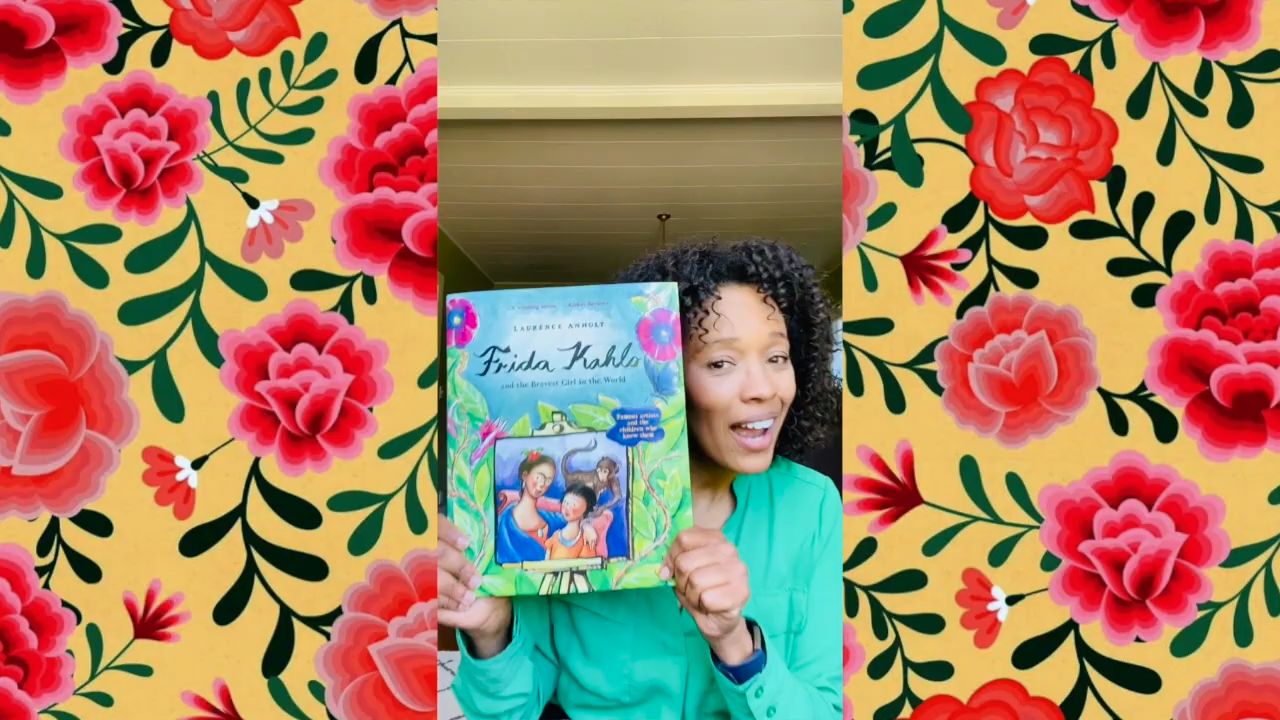 LAURENCE ANHOLT
Frida Kahlo
and the Bravest Girl in the World
Famous artists
and the
children who
knew them